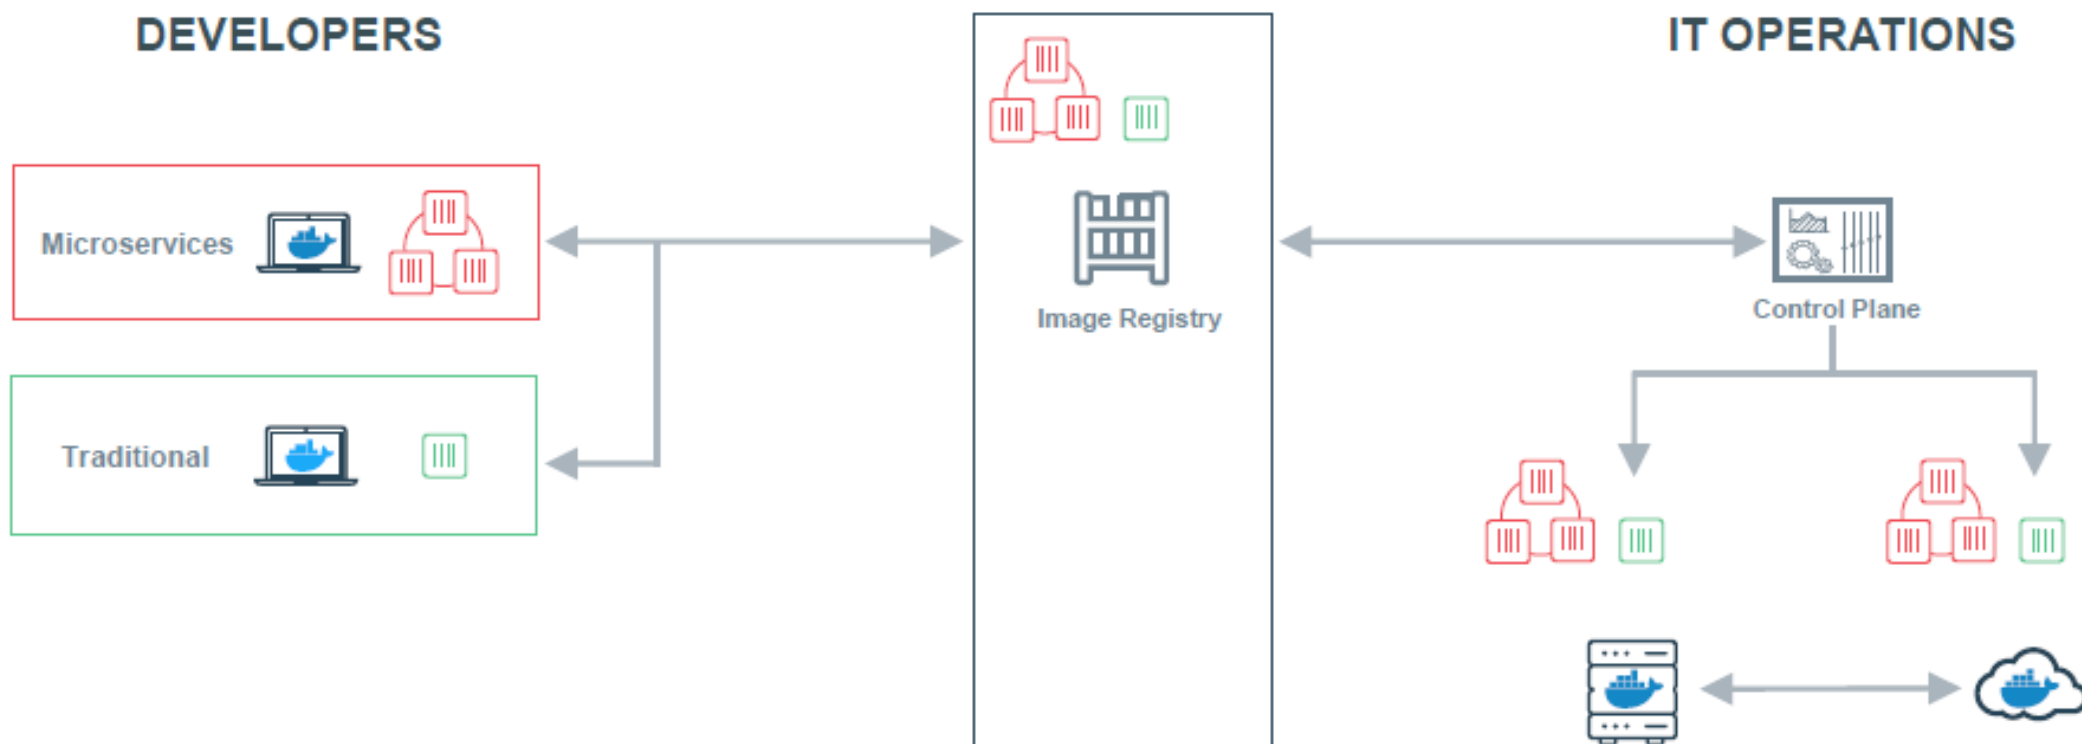 DEVELOPERS
IT OPERATIONS
Microservices
Image Registry
Control Plane
Traditional